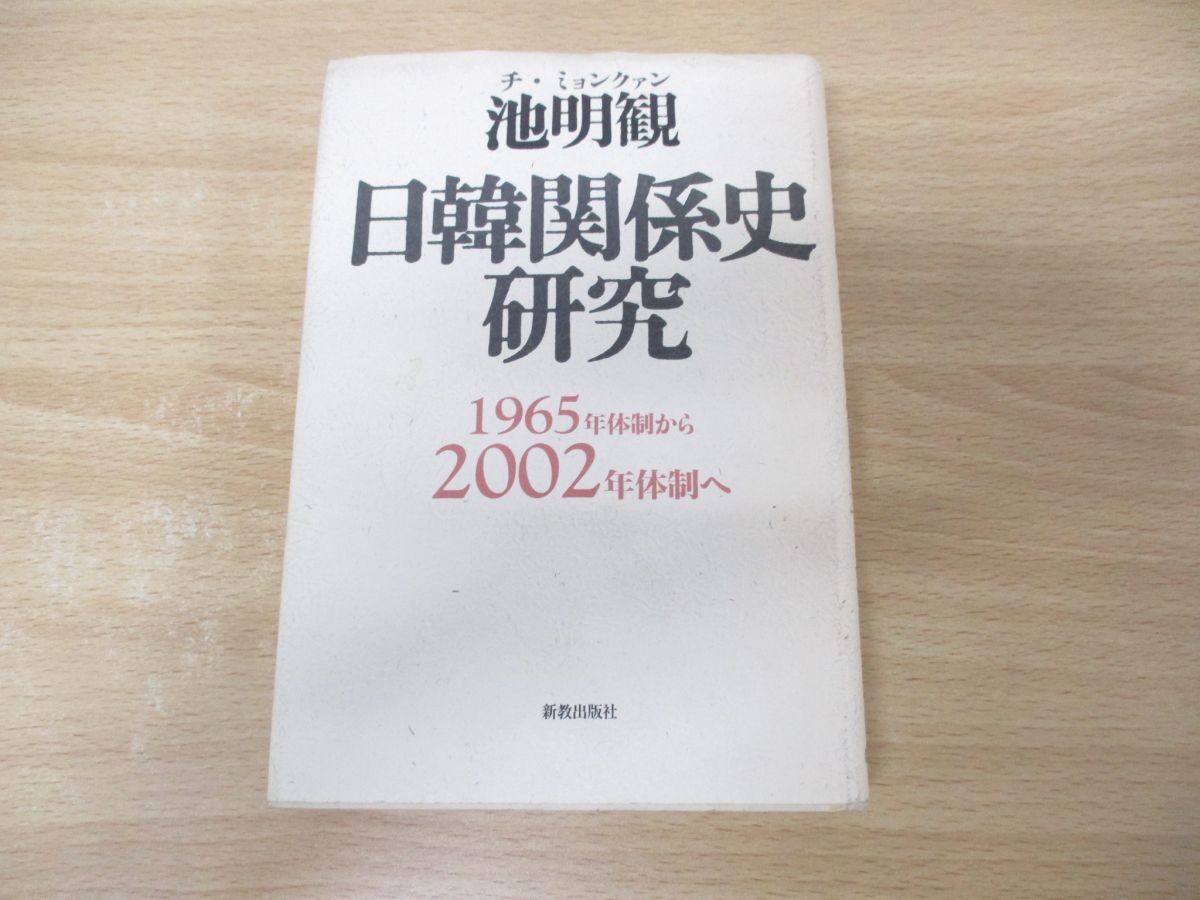 チ・ミョンクァン
池明観
日韓関係史
研究
1965年体制から
2002年体制へ
新教出版社